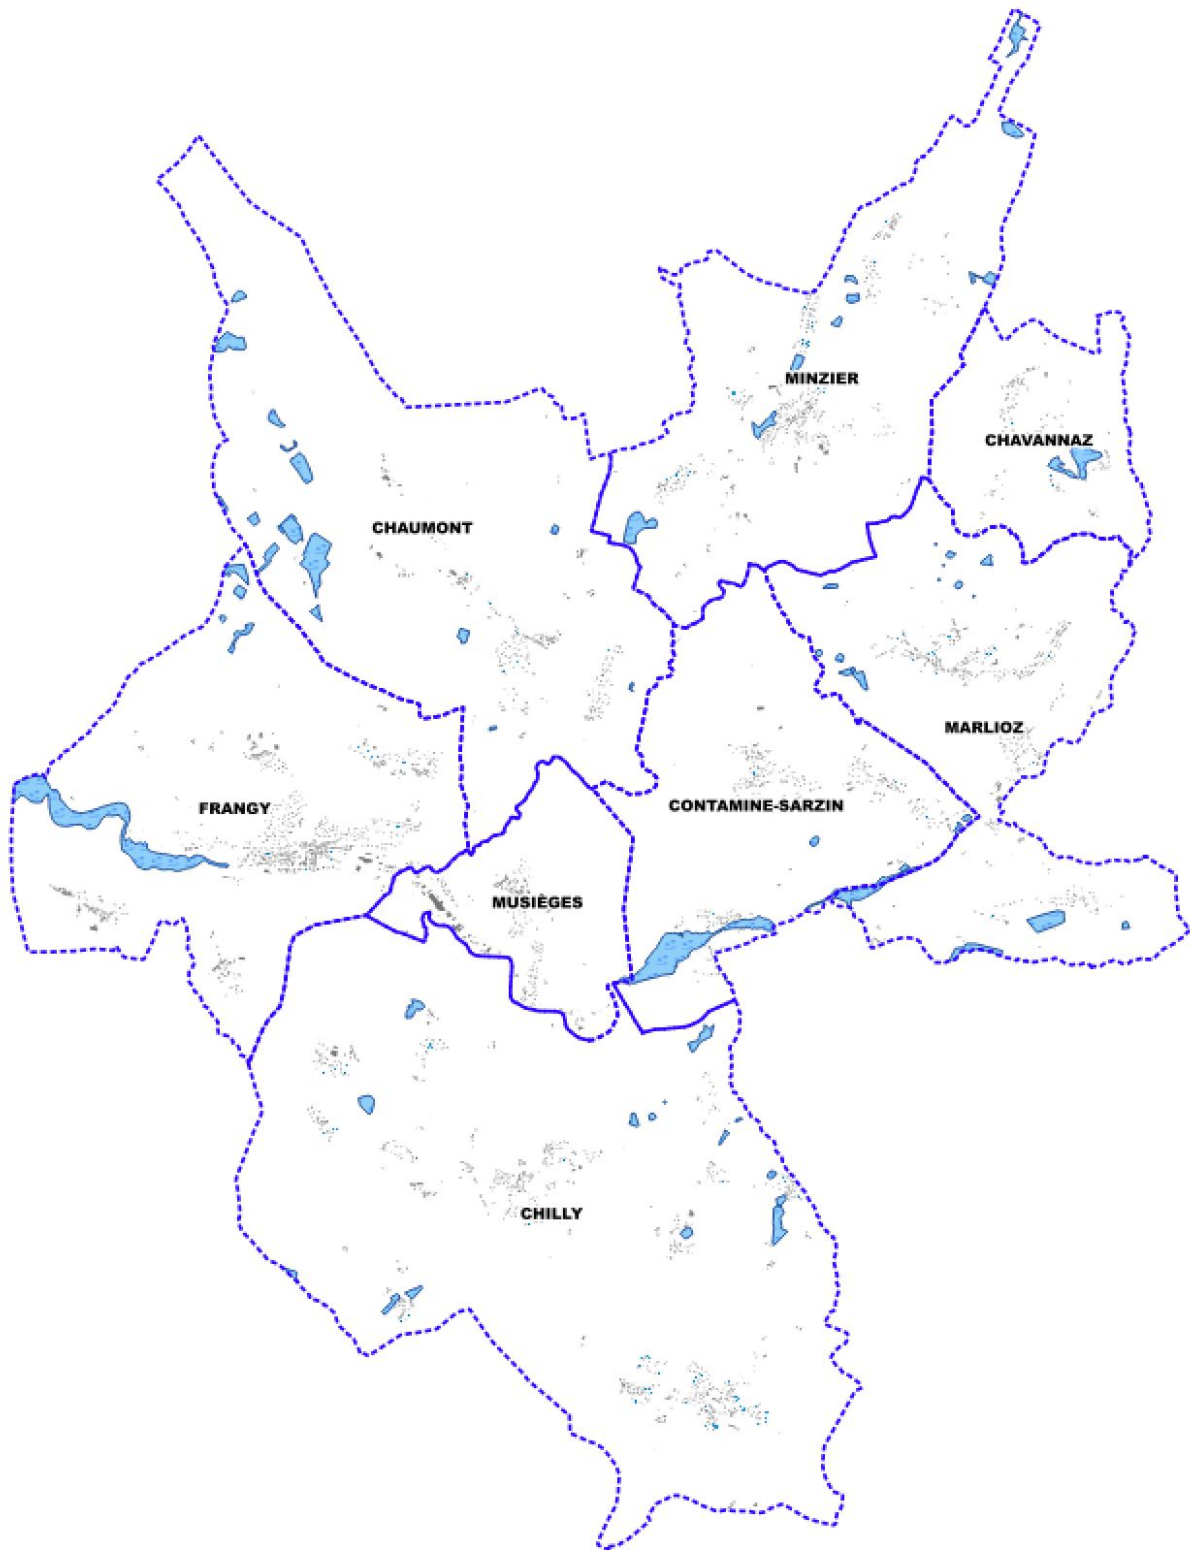 MINZIER
CHAVANNAZ
CHAUMONT
MARLIOZ
CONTAMINE-SARZIN
FRANGY
MUSIÈGES
CHILLY